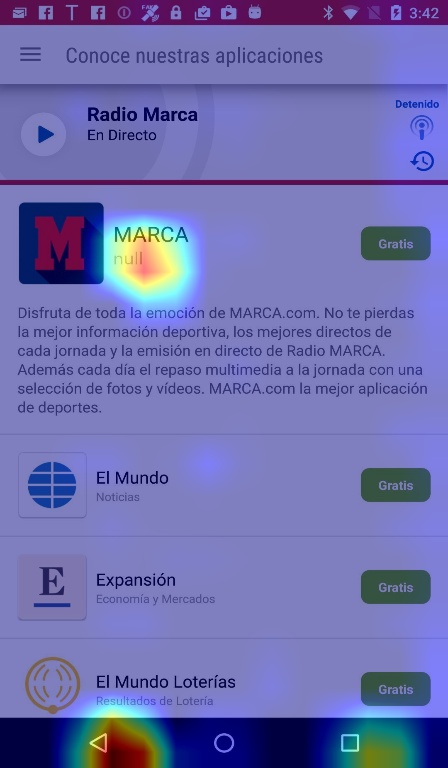 3:42
Conoce nuestras aplicaciones
Radio Marca
En Directo
Detenido
M
MARCA
null
Gratis
Disfruta de toda la emoción de MARCA.com. No te pierdas
la mejor información deportiva, los mejores directos de
cada jornada y la emisión en directo de Radio MARCA.
Además cada día el repaso multimedia a la jornada con una
selección de fotos y vídeos. MARCA.com la mejor aplicación
de deportes.
El Mundo
Noticias
Gratis
E
Expansión
Economía y Mercados
Gratis
El Mundo Loterías
Resultados de Lotería
Gratis